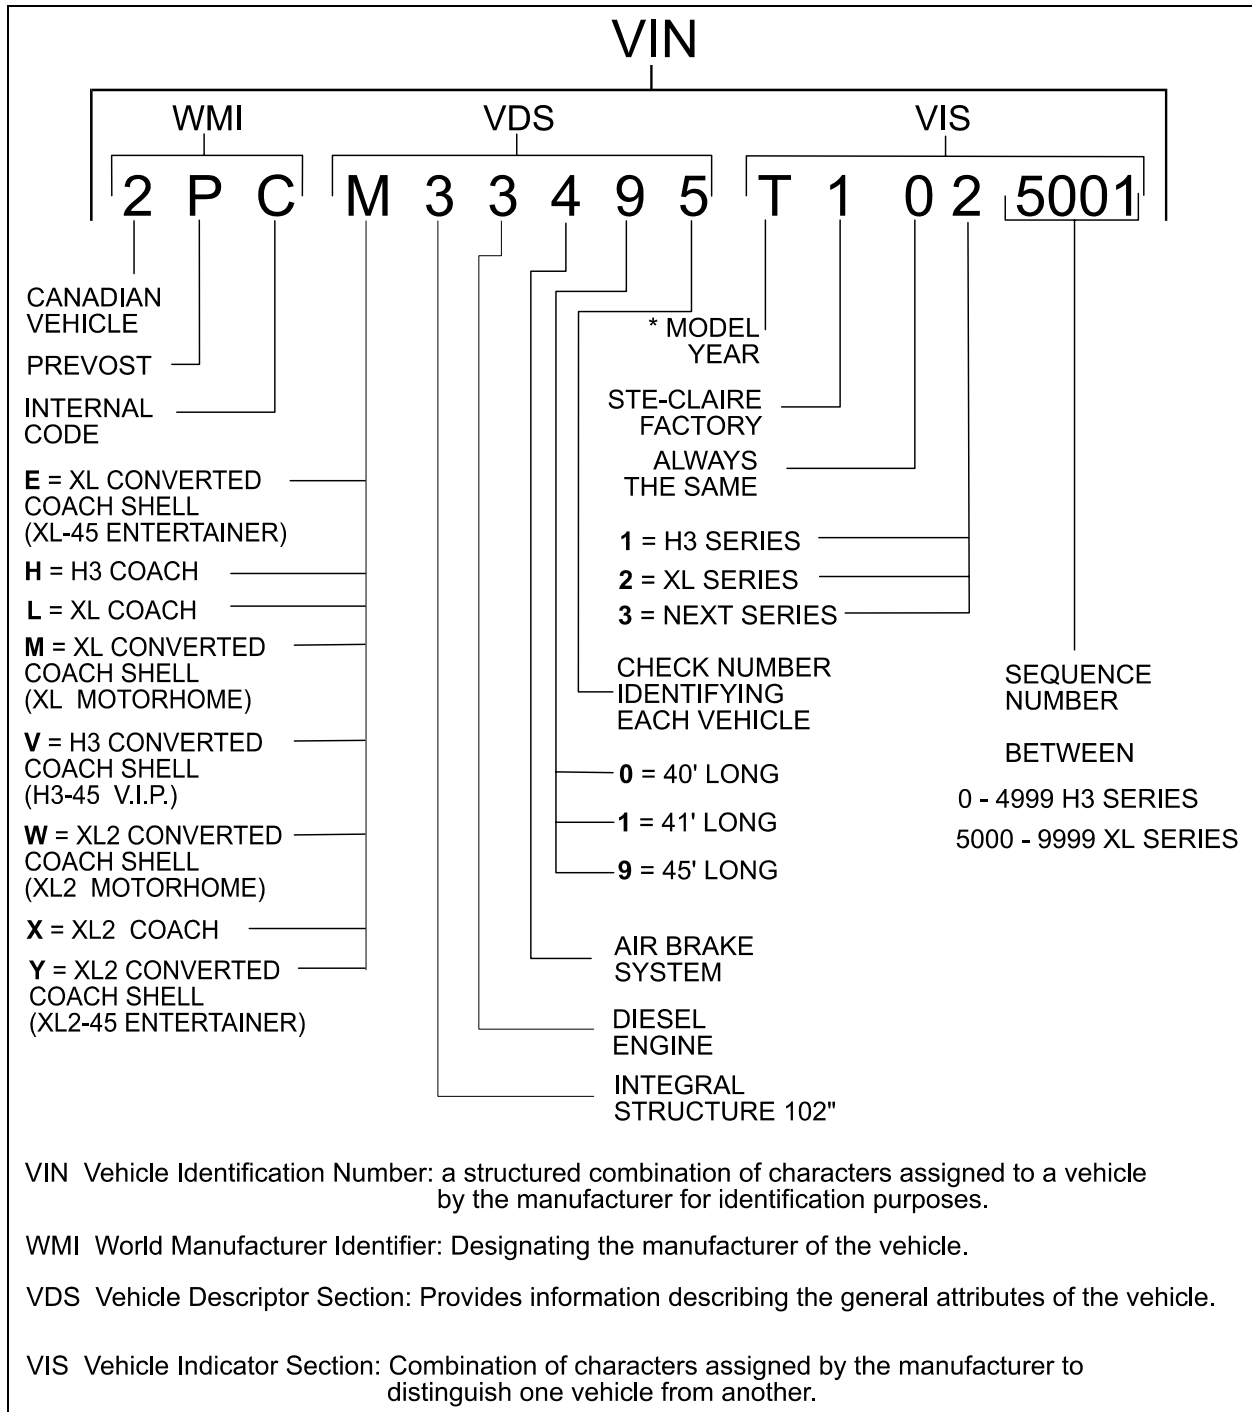 VIN
WMI VDS VIS
2 P C M 3 3 4 9 5 T 1 0 2 5001
CANADIAN
VEHICLE
PREVOST
INTERNAL
CODE
E = XL CONVERTED
COACH SHELL
(XL-45 ENTERTAINER)
H = H3 COACH
L = XL COACH
M = XL CONVERTED
COACH SHELL
(XL MOTORHOME)
V = H3 CONVERTED
COACH SHELL
(H3-45 V.I.P.)
W = XL2 CONVERTED
COACH SHELL
(XL2 MOTORHOME)
X = XL2 COACH
Y = XL2 CONVERTED
COACH SHELL
(XL2-45 ENTERTAINER)
* MODEL
YEAR
STE-CLAIRE
FACTORY
ALWAYS
THE SAME
1 = H3 SERIES
2 = XL SERIES
3 = NEXT SERIES
CHECK NUMBER
IDENTIFYING
EACH VEHICLE
0 = 40' LONG
1 = 41' LONG
9 = 45' LONG
AIR BRAKE
SYSTEM
DIESEL
ENGINE
INTEGRAL
STRUCTURE 102"
SEQUENCE
NUMBER
BETWEEN
0 - 4999 H3 SERIES
5000 - 9999 XL SERIES
VIN Vehicle Identification Number: a structured combination of characters assigned to a vehicle
by the manufacturer for identification purposes.
WMI World Manufacturer Identifier: Designating the manufacturer of the vehicle.
VDS Vehicle Descriptor Section: Provides information describing the general attributes of the vehicle.
VIS Vehicle Indicator Section: Combination of characters assigned by the manufacturer to
distinguish one vehicle from another.